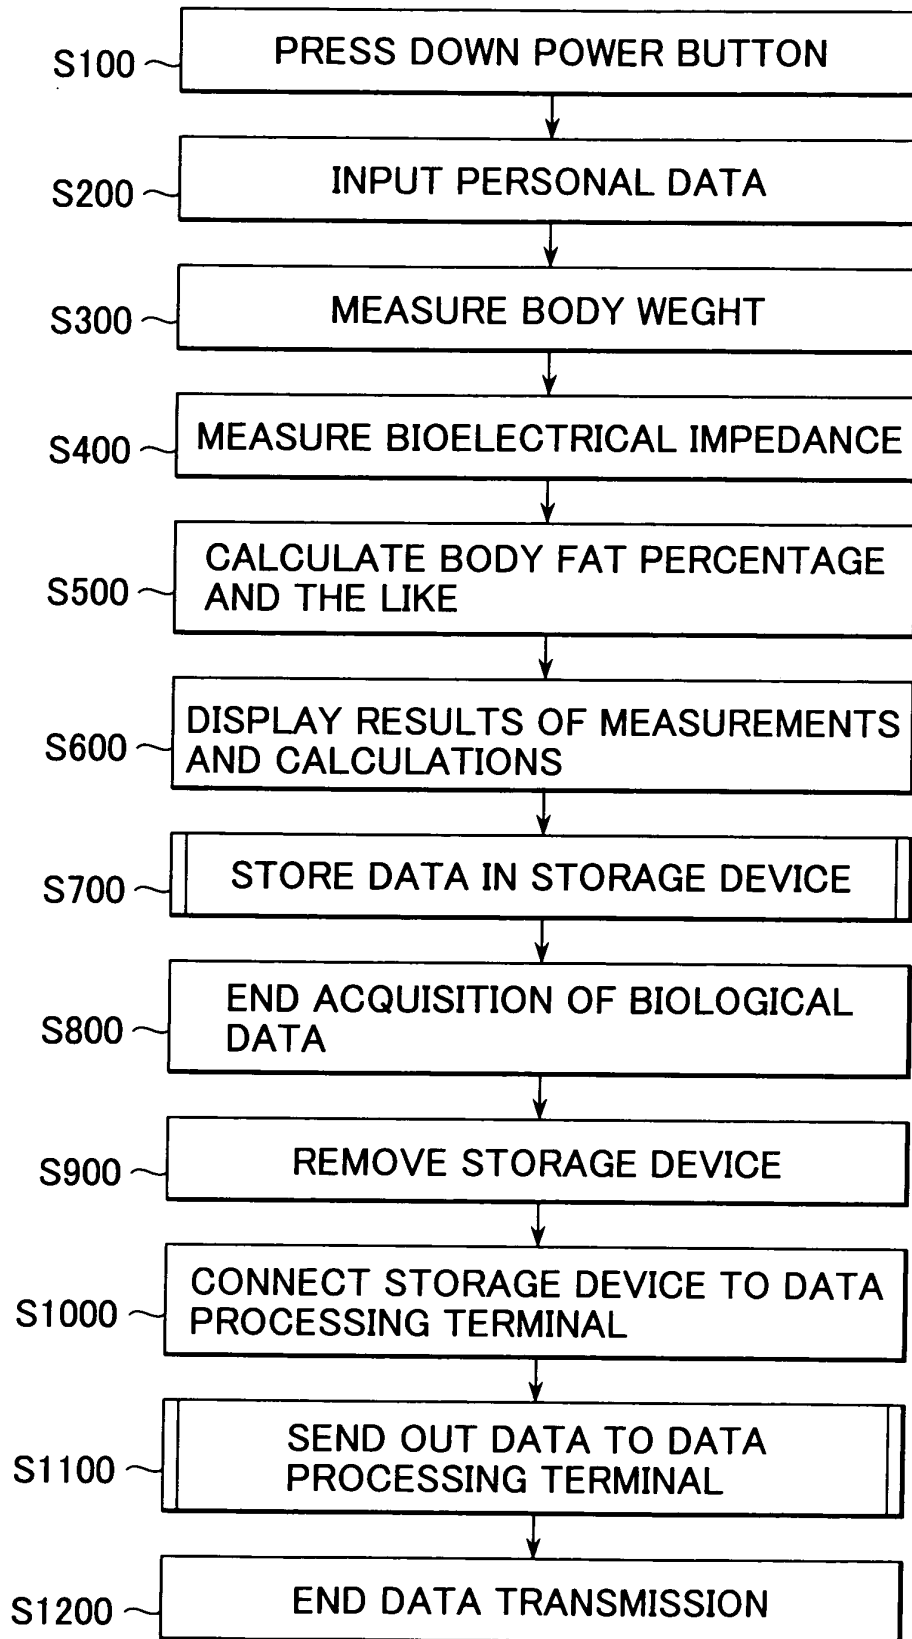 S100 PRESS DOWN POWER BUTTON
S200 INPUT PERSONAL DATA
S300 MEASURE BODY WEGHT
S400 MEASURE BIOELECTRICAL IMPEDANCE
S500 CALCULATE BODY FAT PERCENTAGE
AND THE LIKE
S600 DISPLAY RESULTS OF MEASUREMENTS
AND CALCULATIONS
S700 STORE DATA IN STORAGE DEVICE
S800 END ACQUISITION OF BIOLOGICAL
DATA
S900 REMOVE STORAGE DEVICE
S1000 CONNECT STORAGE DEVICE TO DATA
PROCESSING TERMINAL
S1100 SEND OUT DATA TO DATA
PROCESSING TERMINAL
S1200 END DATA TRANSMISSION